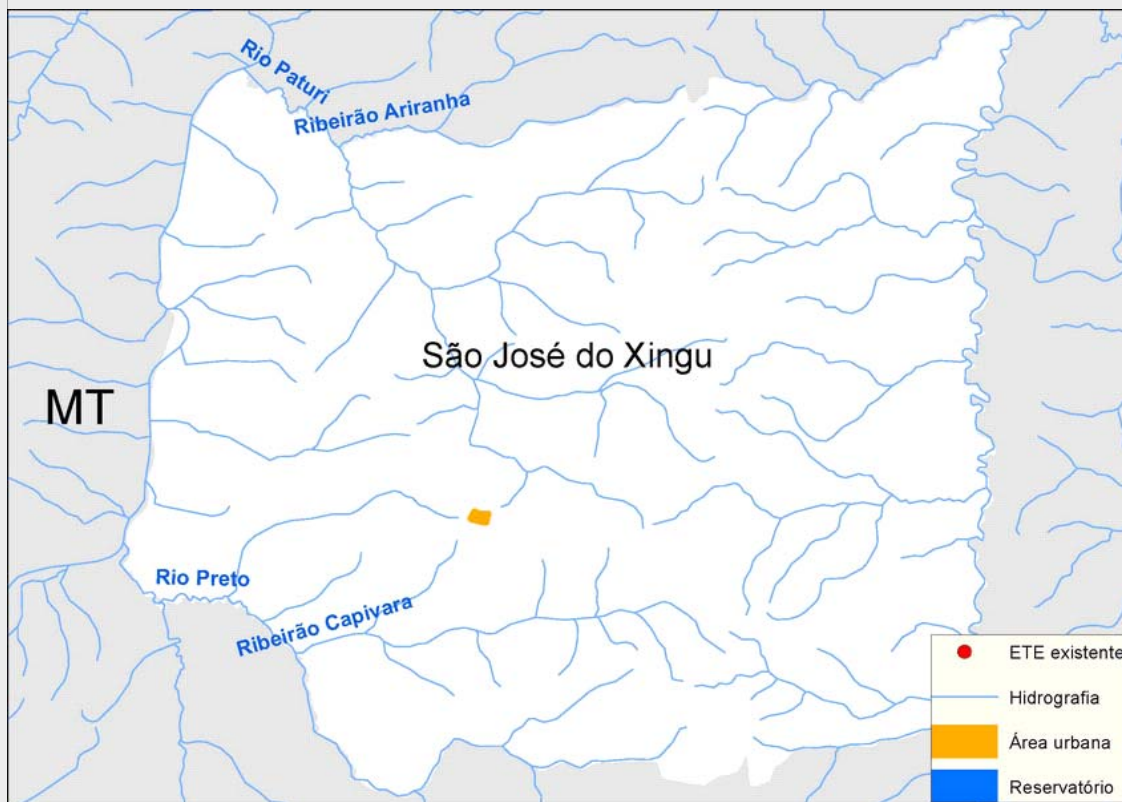 Rio Paturi
Ribeirão Ariranha
São José do Xingu
MT
Rio Preto
Ribeirão Capivara
ETE existente
Hidrografia
Área urbana
Reservatório